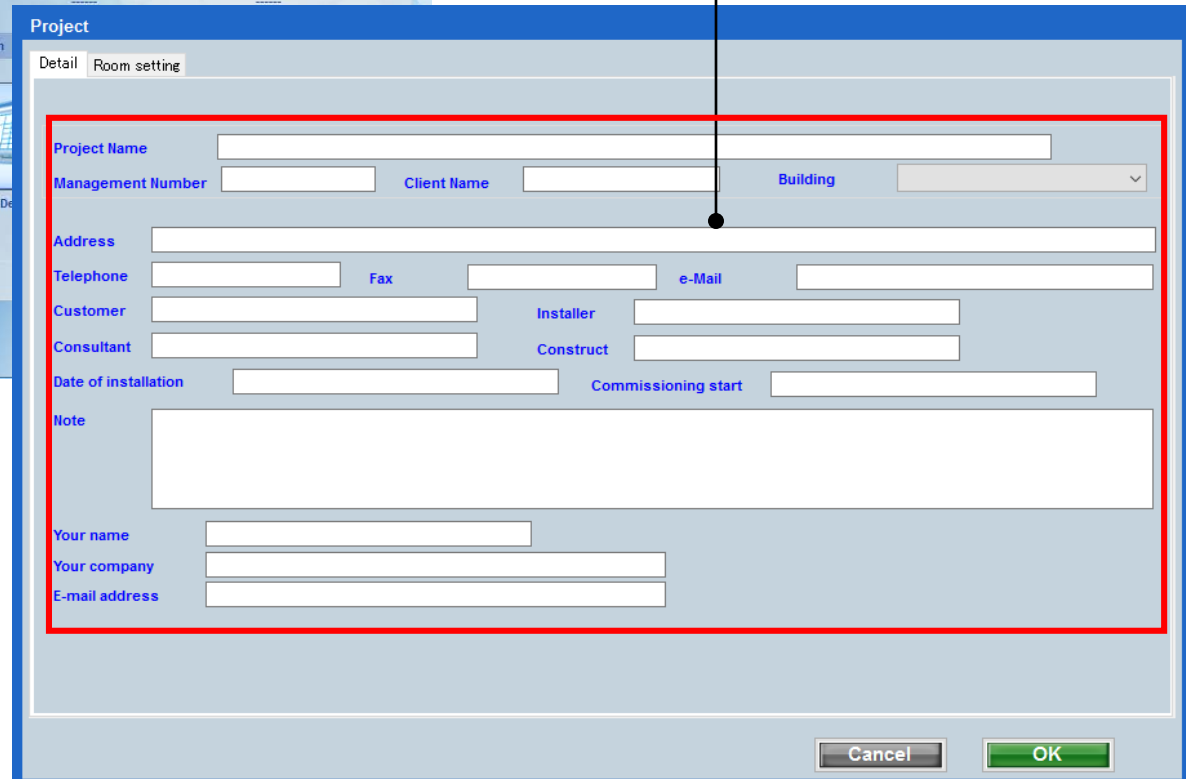 Project
Detail Room setting
Project Name
Management Number Client Name Building
Address
Telephone Fax e-Mail
Customer Installer
Consultant Construct
Date of installation Commissioning start
Note
Your name
Your company
E-mail address
Cancel OK